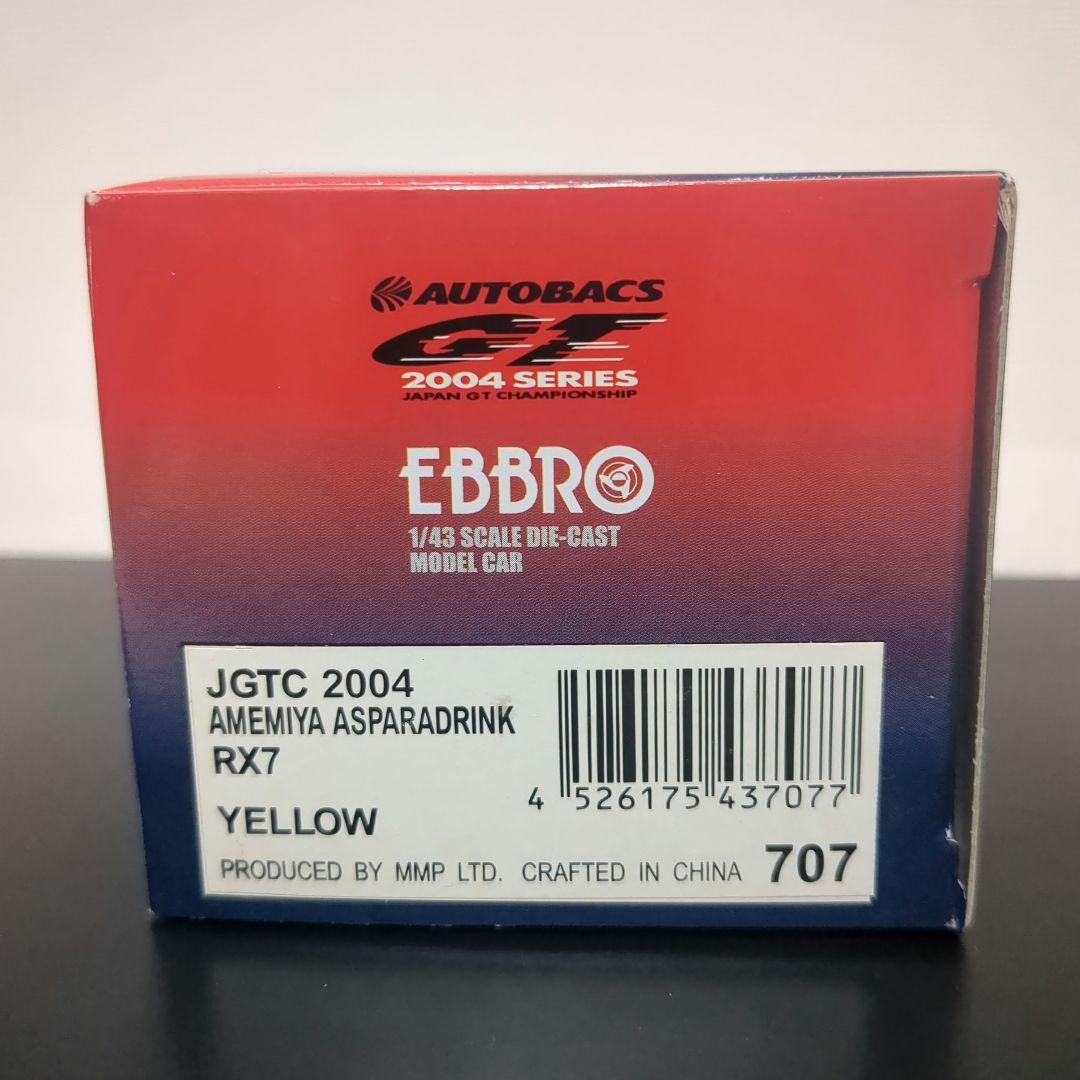 AUTOBACS
GT
2004 SERIES
JAPAN GT CHAMPIONSHIP
EBBRO
1/43 SCALE DIE-CAST
MODEL CAR
JGTC 2004
AMEMIYA ASPARADRINK
RX7
YELLOW
4 526175 437077
PRODUCED BY MMP LTD. CRAFTED IN CHINA 707